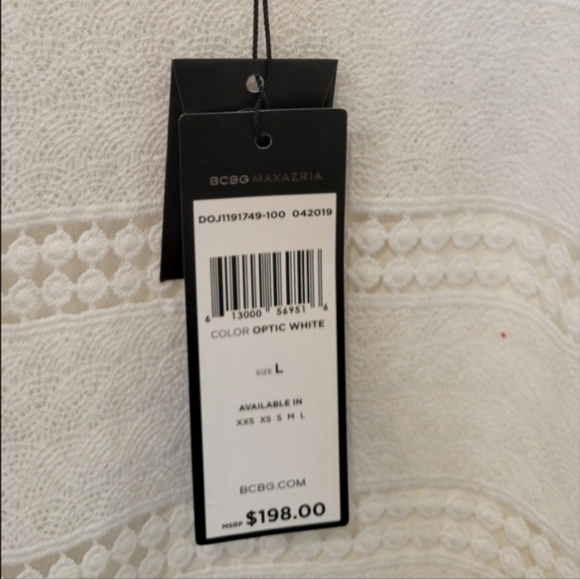 BCBG MAXAZRIA
DOJ1191749-100 042019
6 13000 56951 6
COLOR OPTIC WHITE
SIZE L
AVAILABLE IN
XXS XS S M L
BCBG.COM
MSRP $198.00